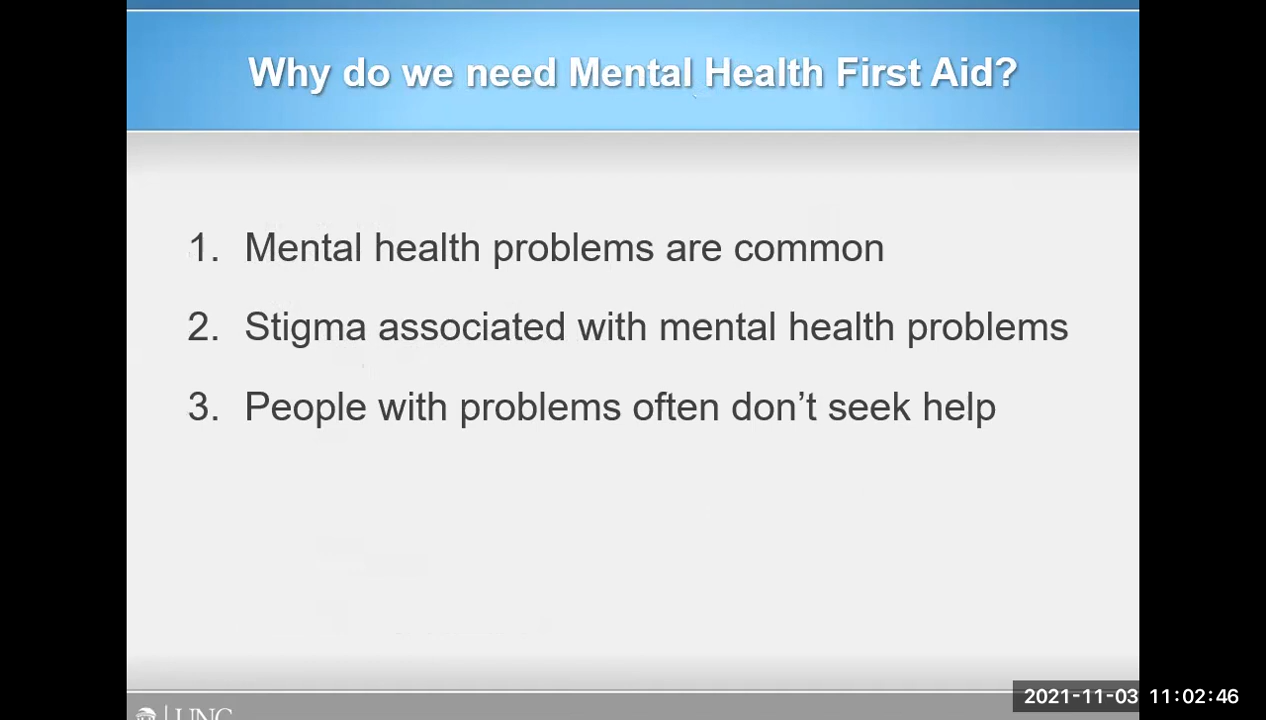 Why do we need Mental Health First Aid?
1. Mental health problems are common
2. Stigma associated with mental health problems
3. People with problems often don’t seek help
UNC
2021-11-03 11:02:46